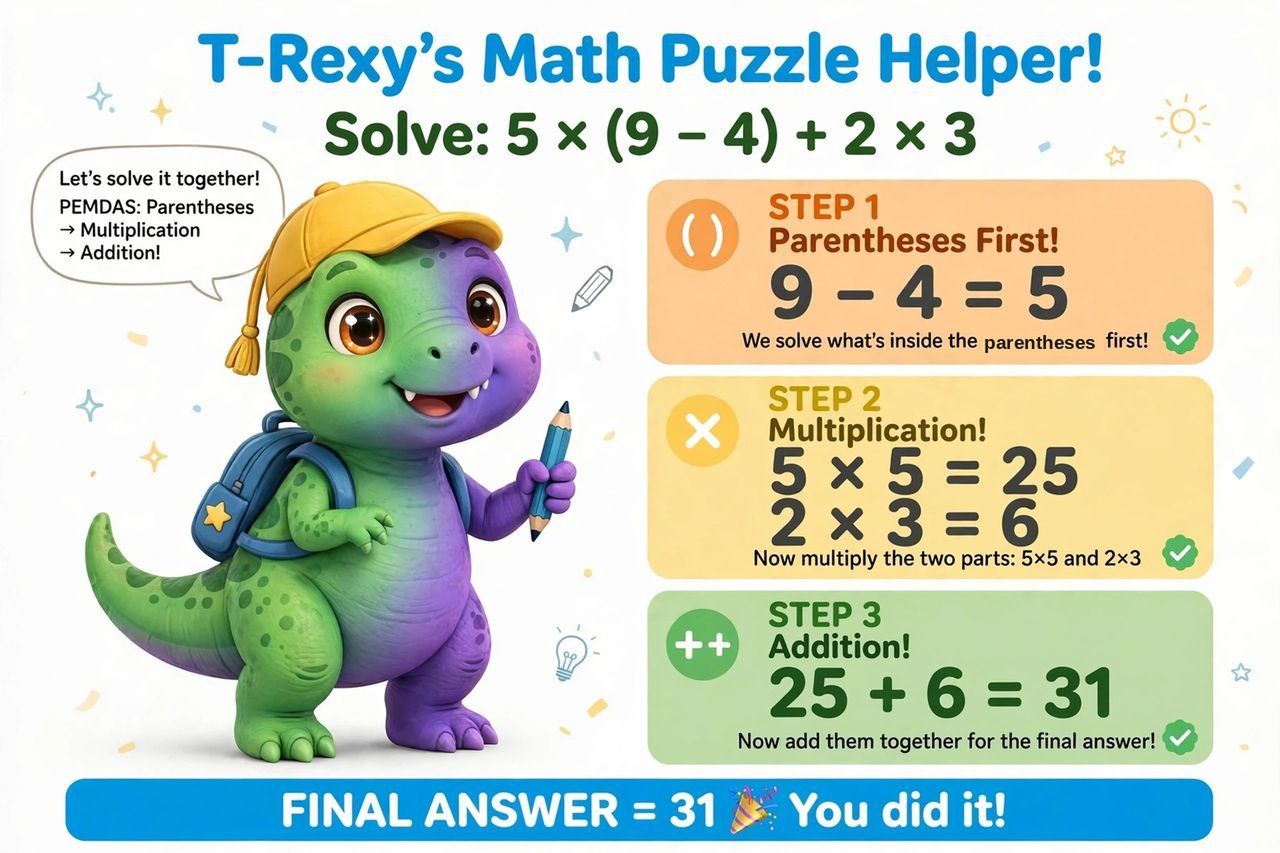 T-Rexy's Math Puzzle Helper!
Solve: 5 × (9 – 4) + 2 × 3
Let's solve it together!
PEMDAS: Parentheses
→ Multiplication
→ Addition!
( )
STEP 1
Parentheses First!
9 – 4 = 5
We solve what's inside the parentheses first!
×
STEP 2
Multiplication!
5 × 5 = 25
2 × 3 = 6
Now multiply the two parts: 5×5 and 2×3
++
STEP 3
Addition!
25 + 6 = 31
Now add them together for the final answer!
FINAL ANSWER = 31 🎉 You did it!